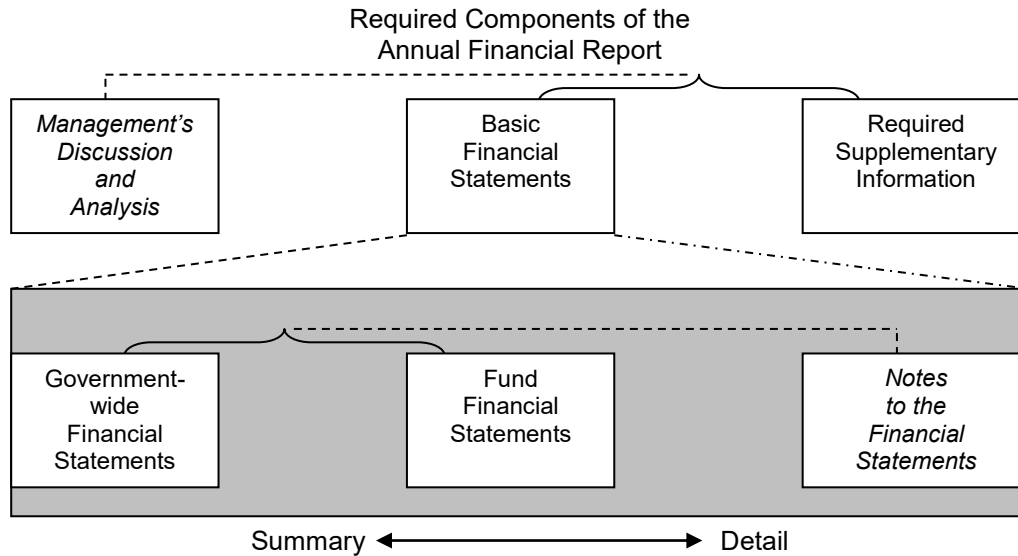 Required Components of the
Annual Financial Report
Management’s
Discussion
and
Analysis
Basic
Financial
Statements
Required
Supplementary
Information
Government-
wide
Financial
Statements
Fund
Financial
Statements
Notes
to the
Financial
Statements
Summary
Detail